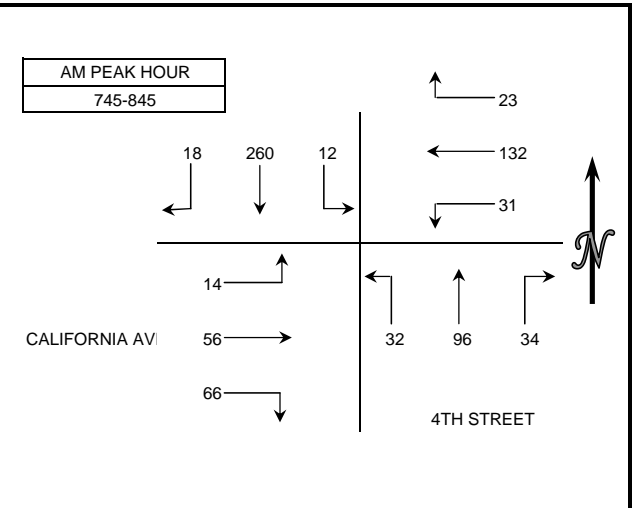 AM PEAK HOUR
745-845
23
18 260 12 132
31
N
14
CALIFORNIA AV 56 32 96 34
66
4TH STREET